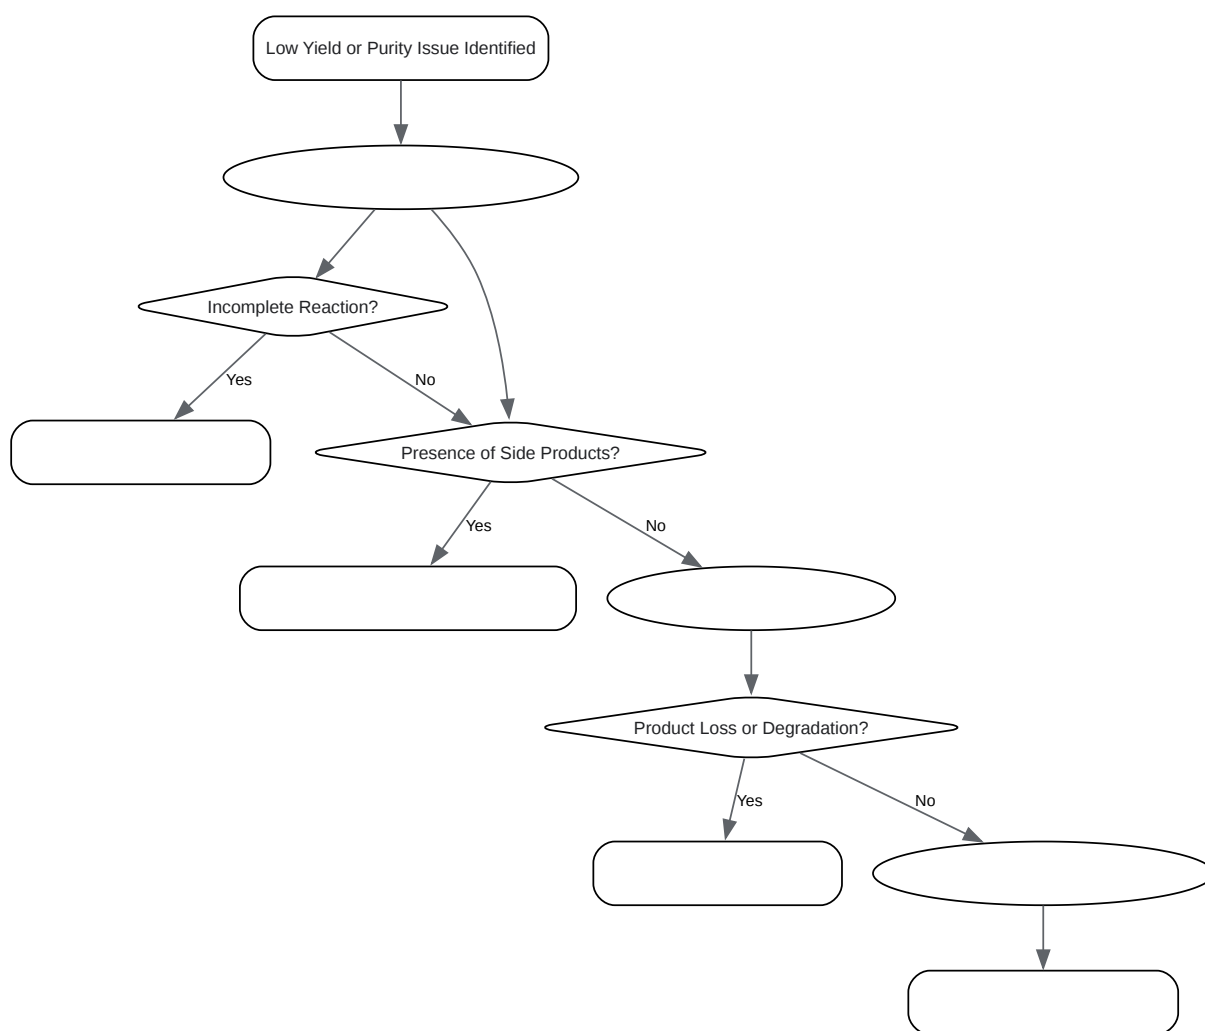 Low Yield or Purity Issue Identified
Incomplete Reaction?
Yes
No
Presence of Side Products?
Yes
No
Product Loss or Degradation?
Yes
No